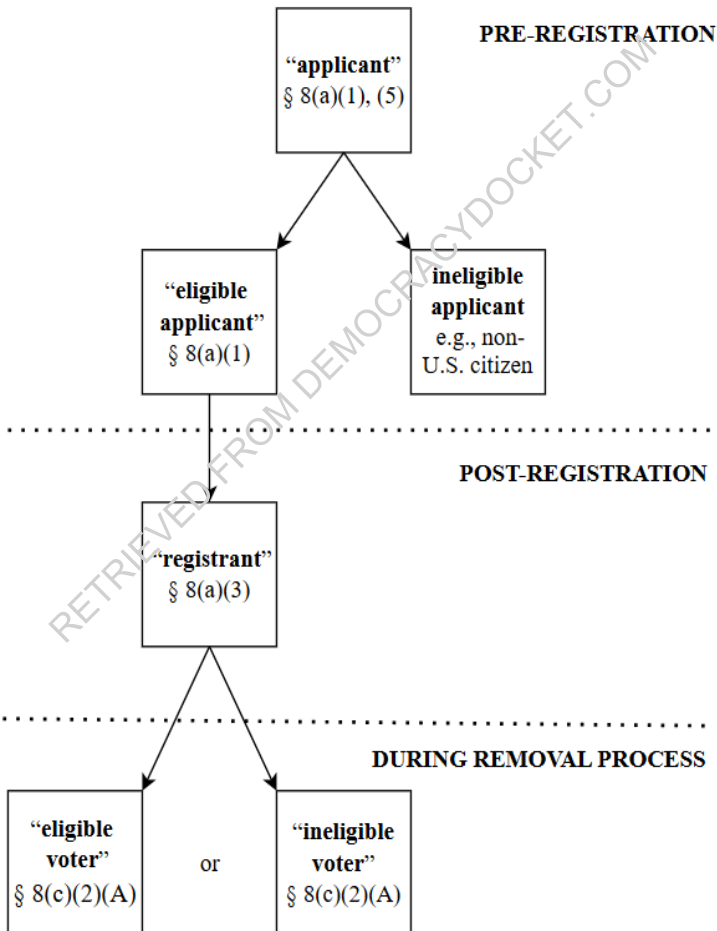 PRE-REGISTRATION
“applicant”
§ 8(a)(1), (5)
“eligible
applicant”
§ 8(a)(1)
ineligible
applicant
e.g., non-
U.S. citizen
POST-REGISTRATION
“registrant”
§ 8(a)(3)
DURING REMOVAL PROCESS
“eligible
voter”
§ 8(c)(2)(A)
or
“ineligible
voter”
§ 8(c)(2)(A)
RETRIEVED FROM DEMOCRACYDOCKET.COM